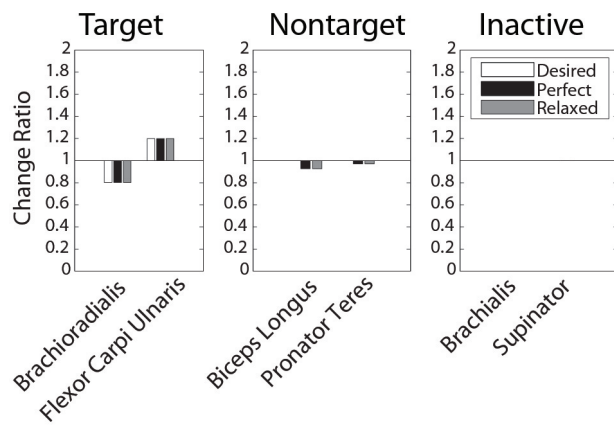 Target
Nontarget
Inactive
Change Ratio
2
1.8
1.6
1.4
1.2
1
0.8
0.6
0.4
0.2
0
Brachioradialis
Flexor Carpi Ulnaris
2
1.8
1.6
1.4
1.2
1
0.8
0.6
0.4
0.2
0
Biceps Longus
Pronator Teres
2
1.8
1.6
1.4
1.2
1
0.8
0.6
0.4
0.2
0
Desired
Perfect
Relaxed
Brachialis
Supinator